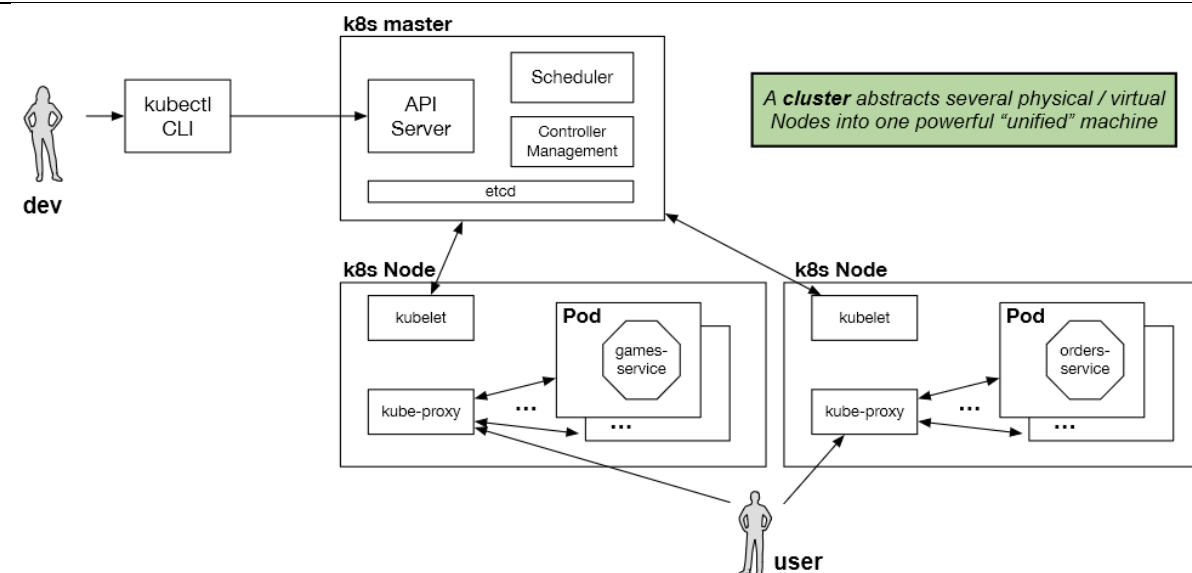 k8s master
kubectl
CLI
API
Server
Scheduler
Controller
Management
etcd
A cluster abstracts several physical / virtual
Nodes into one powerful “unified” machine
dev
k8s Node
kubelet
Pod
games-
service
kube-proxy
...
...
k8s Node
kubelet
Pod
orders-
service
kube-proxy
...
...
user